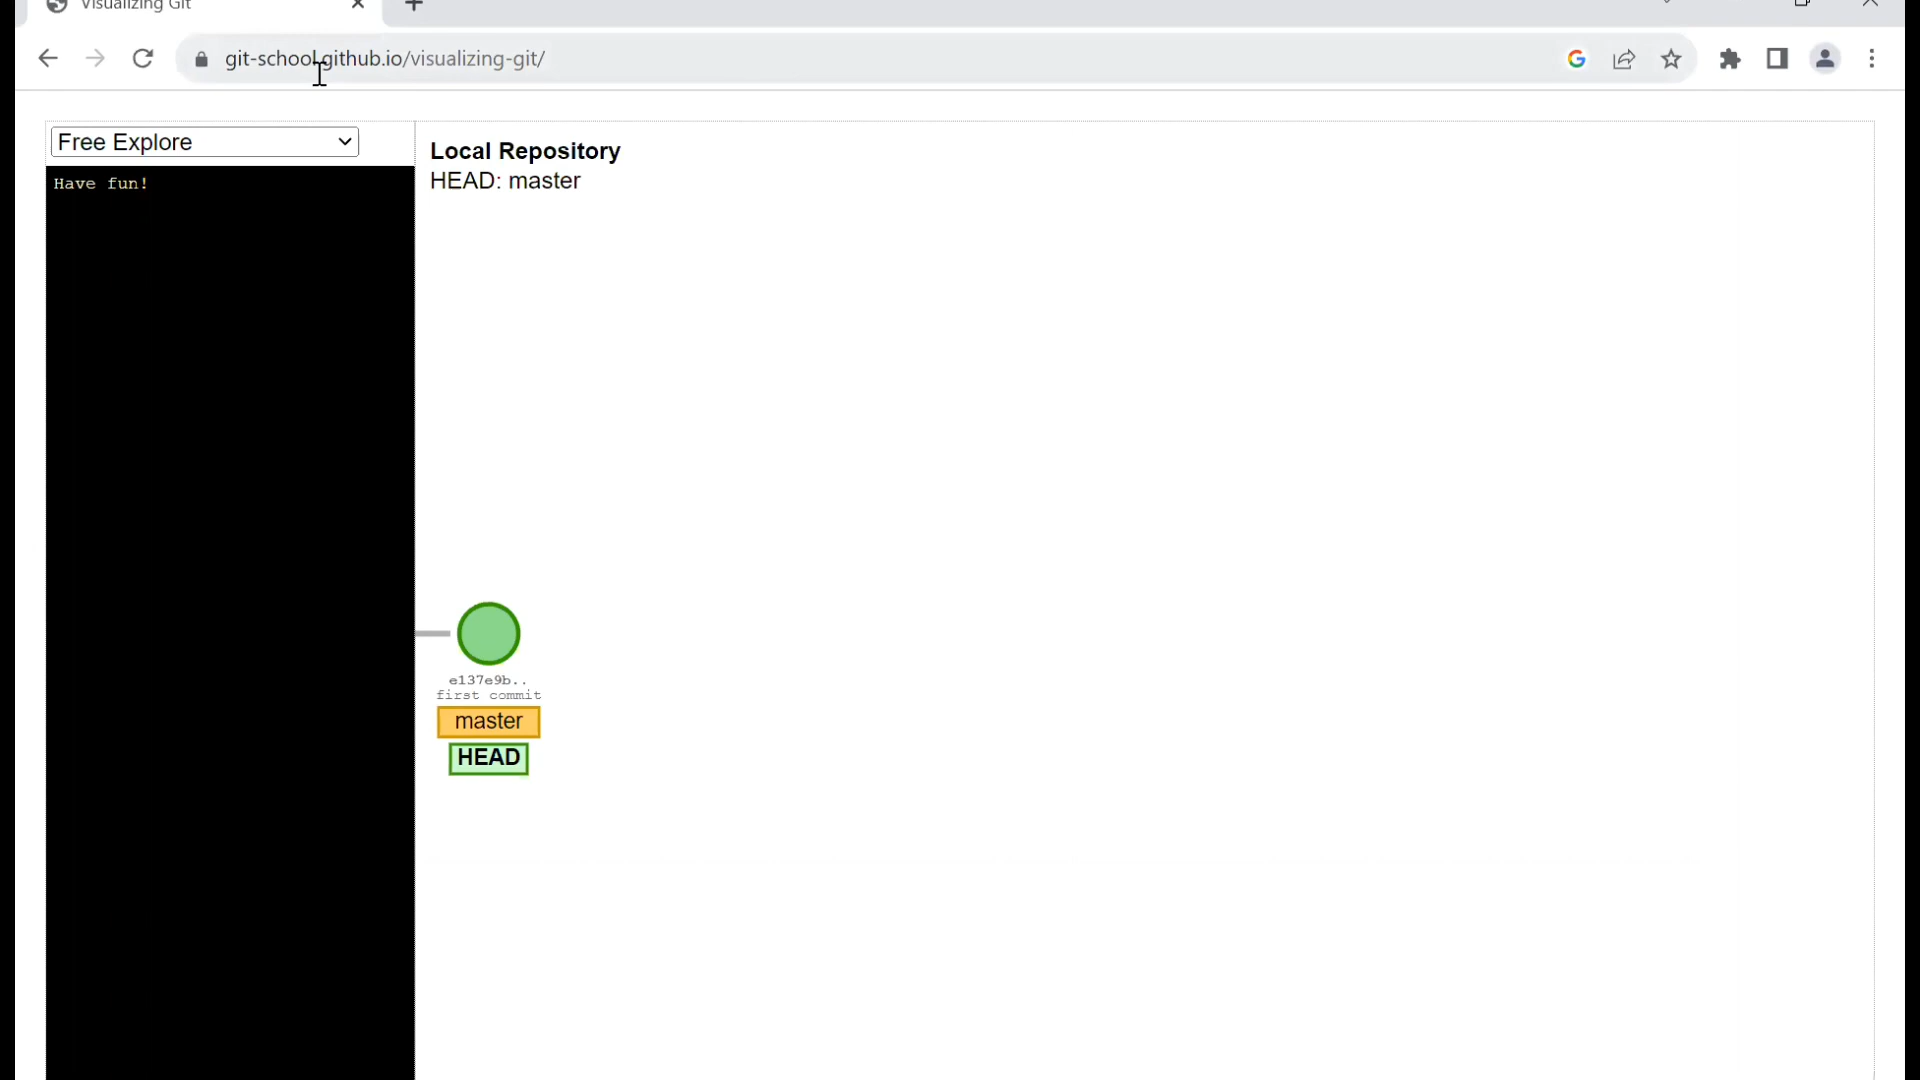 Visualizing Git
git-school.github.io/visualizing-git/
Free Explore
Have fun!
Local Repository
HEAD: master
e137e9b..
first commit
master
HEAD